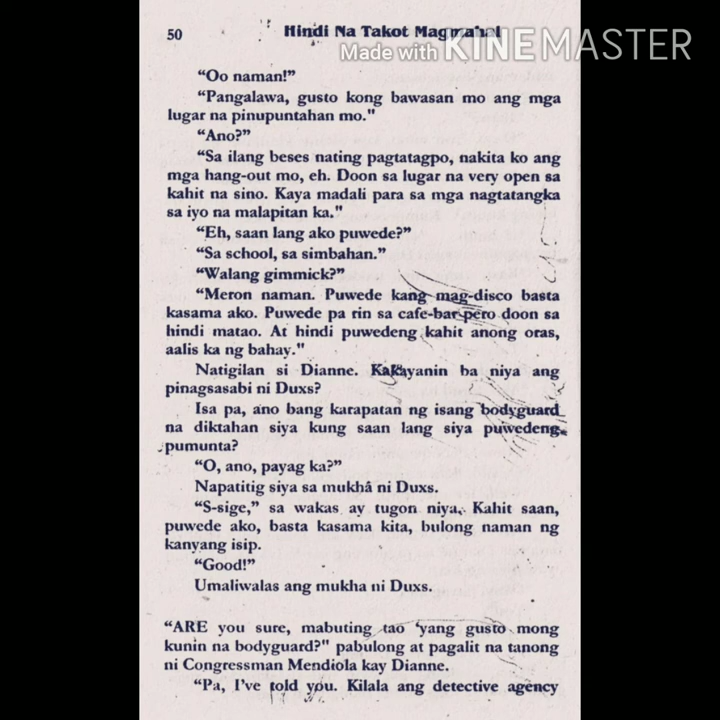 50 Hindi Na Takot Magmahal
Made with KINEMASTER
“Oo naman!”
“Pangalawa, gusto kong bawasan mo ang mga
lugar na pinupuntahan mo."
“Ano?”
“Sa ilang beses nating pagtatagpo, nakita ko ang
mga hang-out mo, eh. Doon sa lugar na very open sa
kahit na sino. Kaya madali para sa mga nagtatangka
sa iyo na malapitan ka."
“Eh, saan lang ako puwede?”
“Sa school, sa simbahan.”
“Walang gimmick?”
“Meron naman. Puwede kang mag-disco basta
kasama ako. Puwede pa rin sa cafe-bar pero doon sa
hindi matao. At hindi puwedeng kahit anong oras,
aalis ka ng bahay."
Natigilan si Dianne. Kakayanin ba niya ang
pinagsasabi ni Duxs?
Isa pa, ano bang karapatan ng isang bodyguard
na diktahan siya kung saan lang siya puwedeng
pumunta?
“O, ano, payag ka?”
Napatitig siya sa mukha ni Duxs.
“S-sige,” sa wakas ay tugon niya. Kahit saan,
puwede ako, basta kasama kita, bulong naman ng
kanyang isip.
“Good!”
Umaliwalas ang mukha ni Duxs.
“ARE you sure, mabuting tao ‘yang gusto mong
kunin na bodyguard?" pabulong at pagalit na tanong
ni Congressman Mendiola kay Dianne.
“Pa, I’ve told you. Kilala ang detective agency